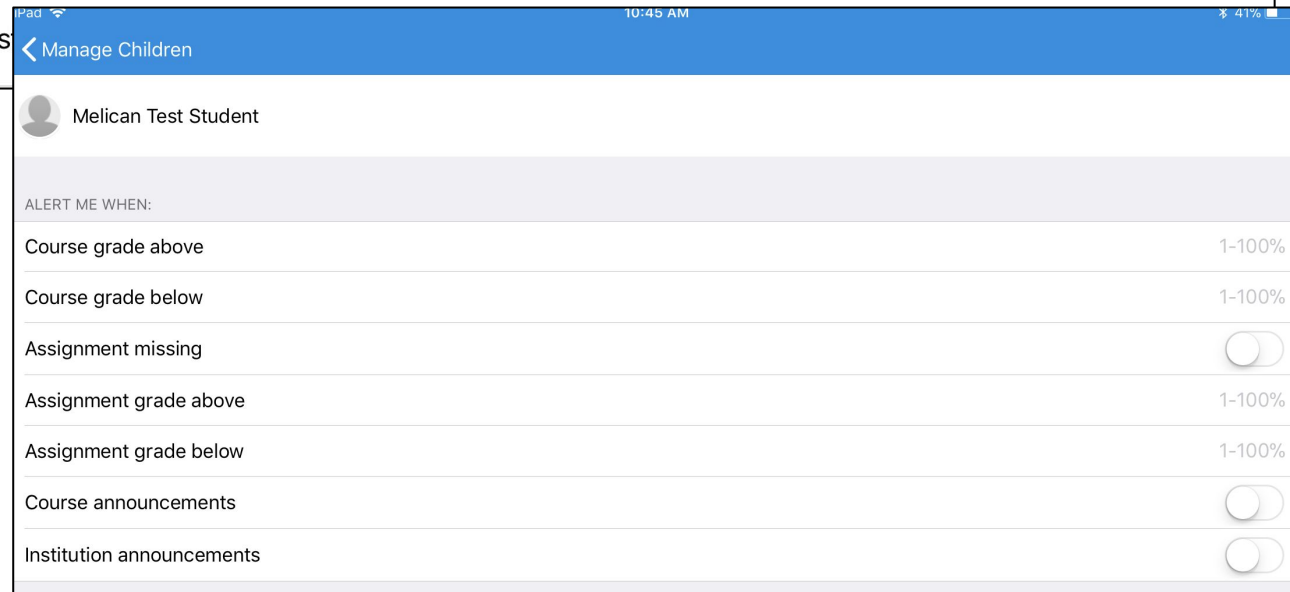 iPad 10:45 AM 41%
Manage Children
Melican Test Student
ALERT ME WHEN:
Course grade above 1-100%
Course grade below 1-100%
Assignment missing
Assignment grade above 1-100%
Assignment grade below 1-100%
Course announcements
Institution announcements